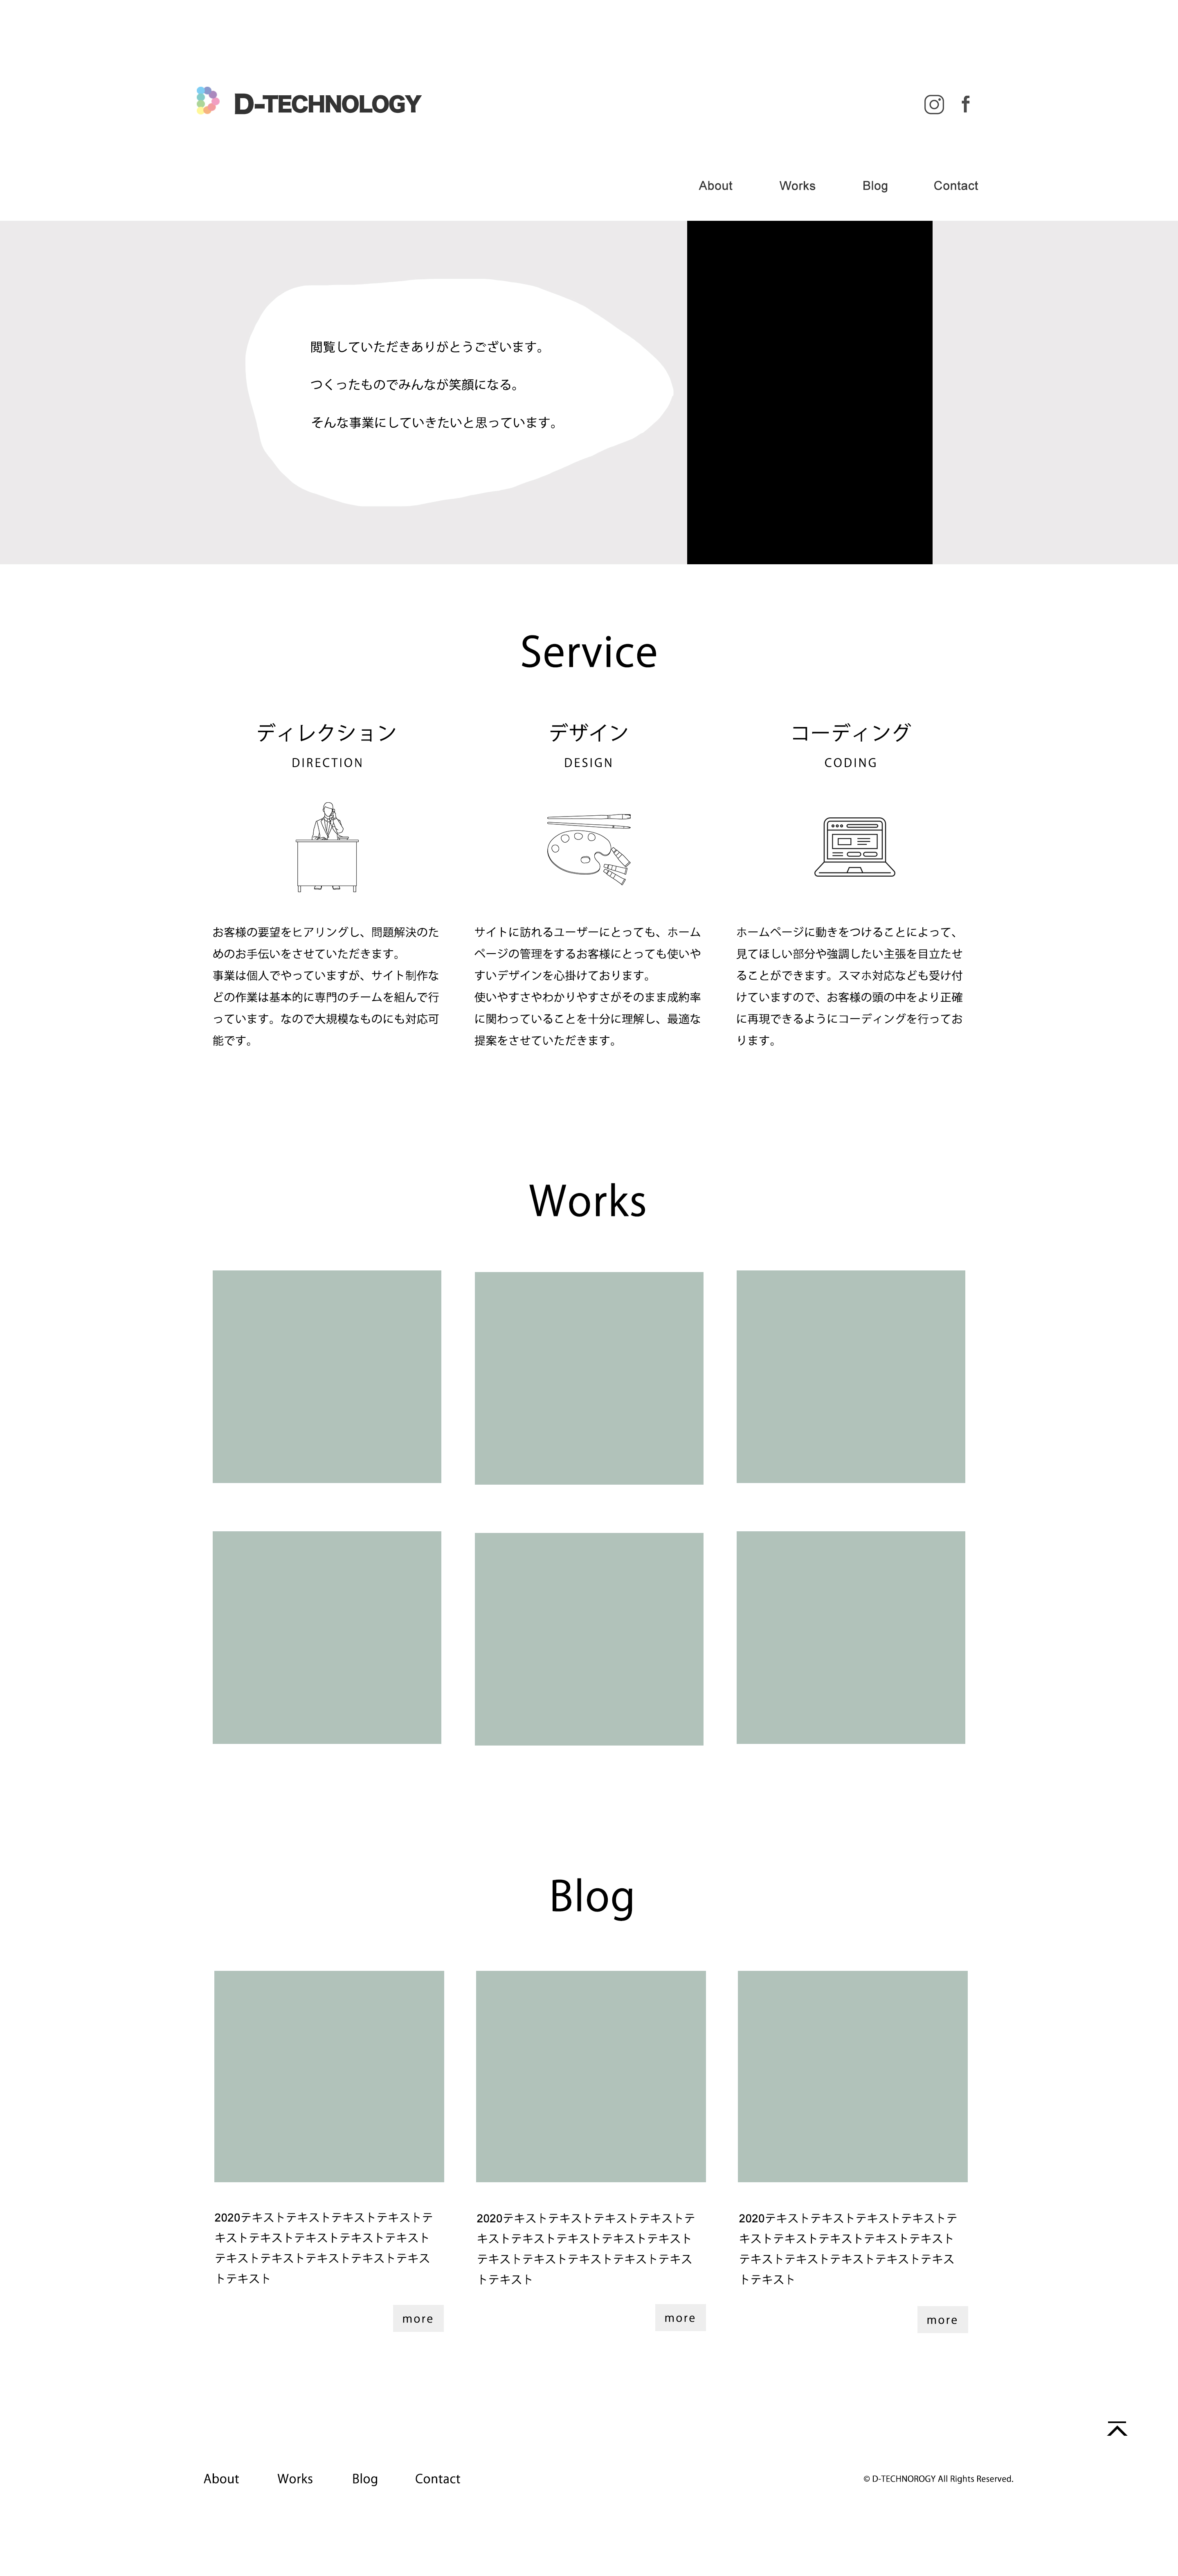 D-TECHNOLOGY
About Works Blog Contact
閲覧していただきありがとうございます。
つくったものでみんなが笑顔になる。
そんな事業にしていきたいと思っています。
Service
ディレクション
DIRECTION
お客様の要望をヒアリングし、問題解決のた
めのお手伝いをさせていただきます。
事業は個人でやっていますが、サイト制作な
どの作業は基本的に専門のチームを組んで行
っています。なので大規模なものにも対応可
能です。
デザイン
DESIGN
サイトに訪れるユーザーにとっても、ホーム
ページの管理をするお客様にとっても使いや
すいデザインを心掛けております。
使いやすさやわかりやすさがそのまま成約率
に関わっていることを十分に理解し、最適な
提案をさせていただきます。
コーディング
CODING
ホームページに動きをつけることによって、
見てほしい部分や強調したい主張を目立たせ
ることができます。スマホ対応なども受け付
けていますので、お客様の頭の中をより正確
に再現できるようにコーディングを行ってお
ります。
Works
Blog
2020テキストテキストテキストテキストテ
キストテキストテキストテキストテキスト
テキストテキストテキストテキストテキス
トテキスト
more
2020テキストテキストテキストテキストテ
キストテキストテキストテキストテキスト
テキストテキストテキストテキストテキス
トテキスト
more
2020テキストテキストテキストテキストテ
キストテキストテキストテキストテキスト
テキストテキストテキストテキストテキス
トテキスト
more
About Works Blog Contact
© D-TECHNOROGY All Rights Reserved.